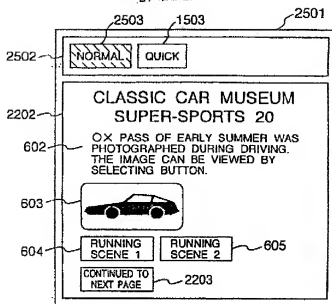 2503
1503
2501
2502
NORMAL
QUICK
2202
CLASSIC CAR MUSEUM
SUPER-SPORTS 20
602
OX PASS OF EARLY SUMMER WAS
PHOTOGRAPHED DURING DRIVING.
THE IMAGE CAN BE VIEWED BY
SELECTING BUTTON.
603
604
RUNNING
SCENE 1
RUNNING
SCENE 2
605
CONTINUED TO
NEXT PAGE
2203